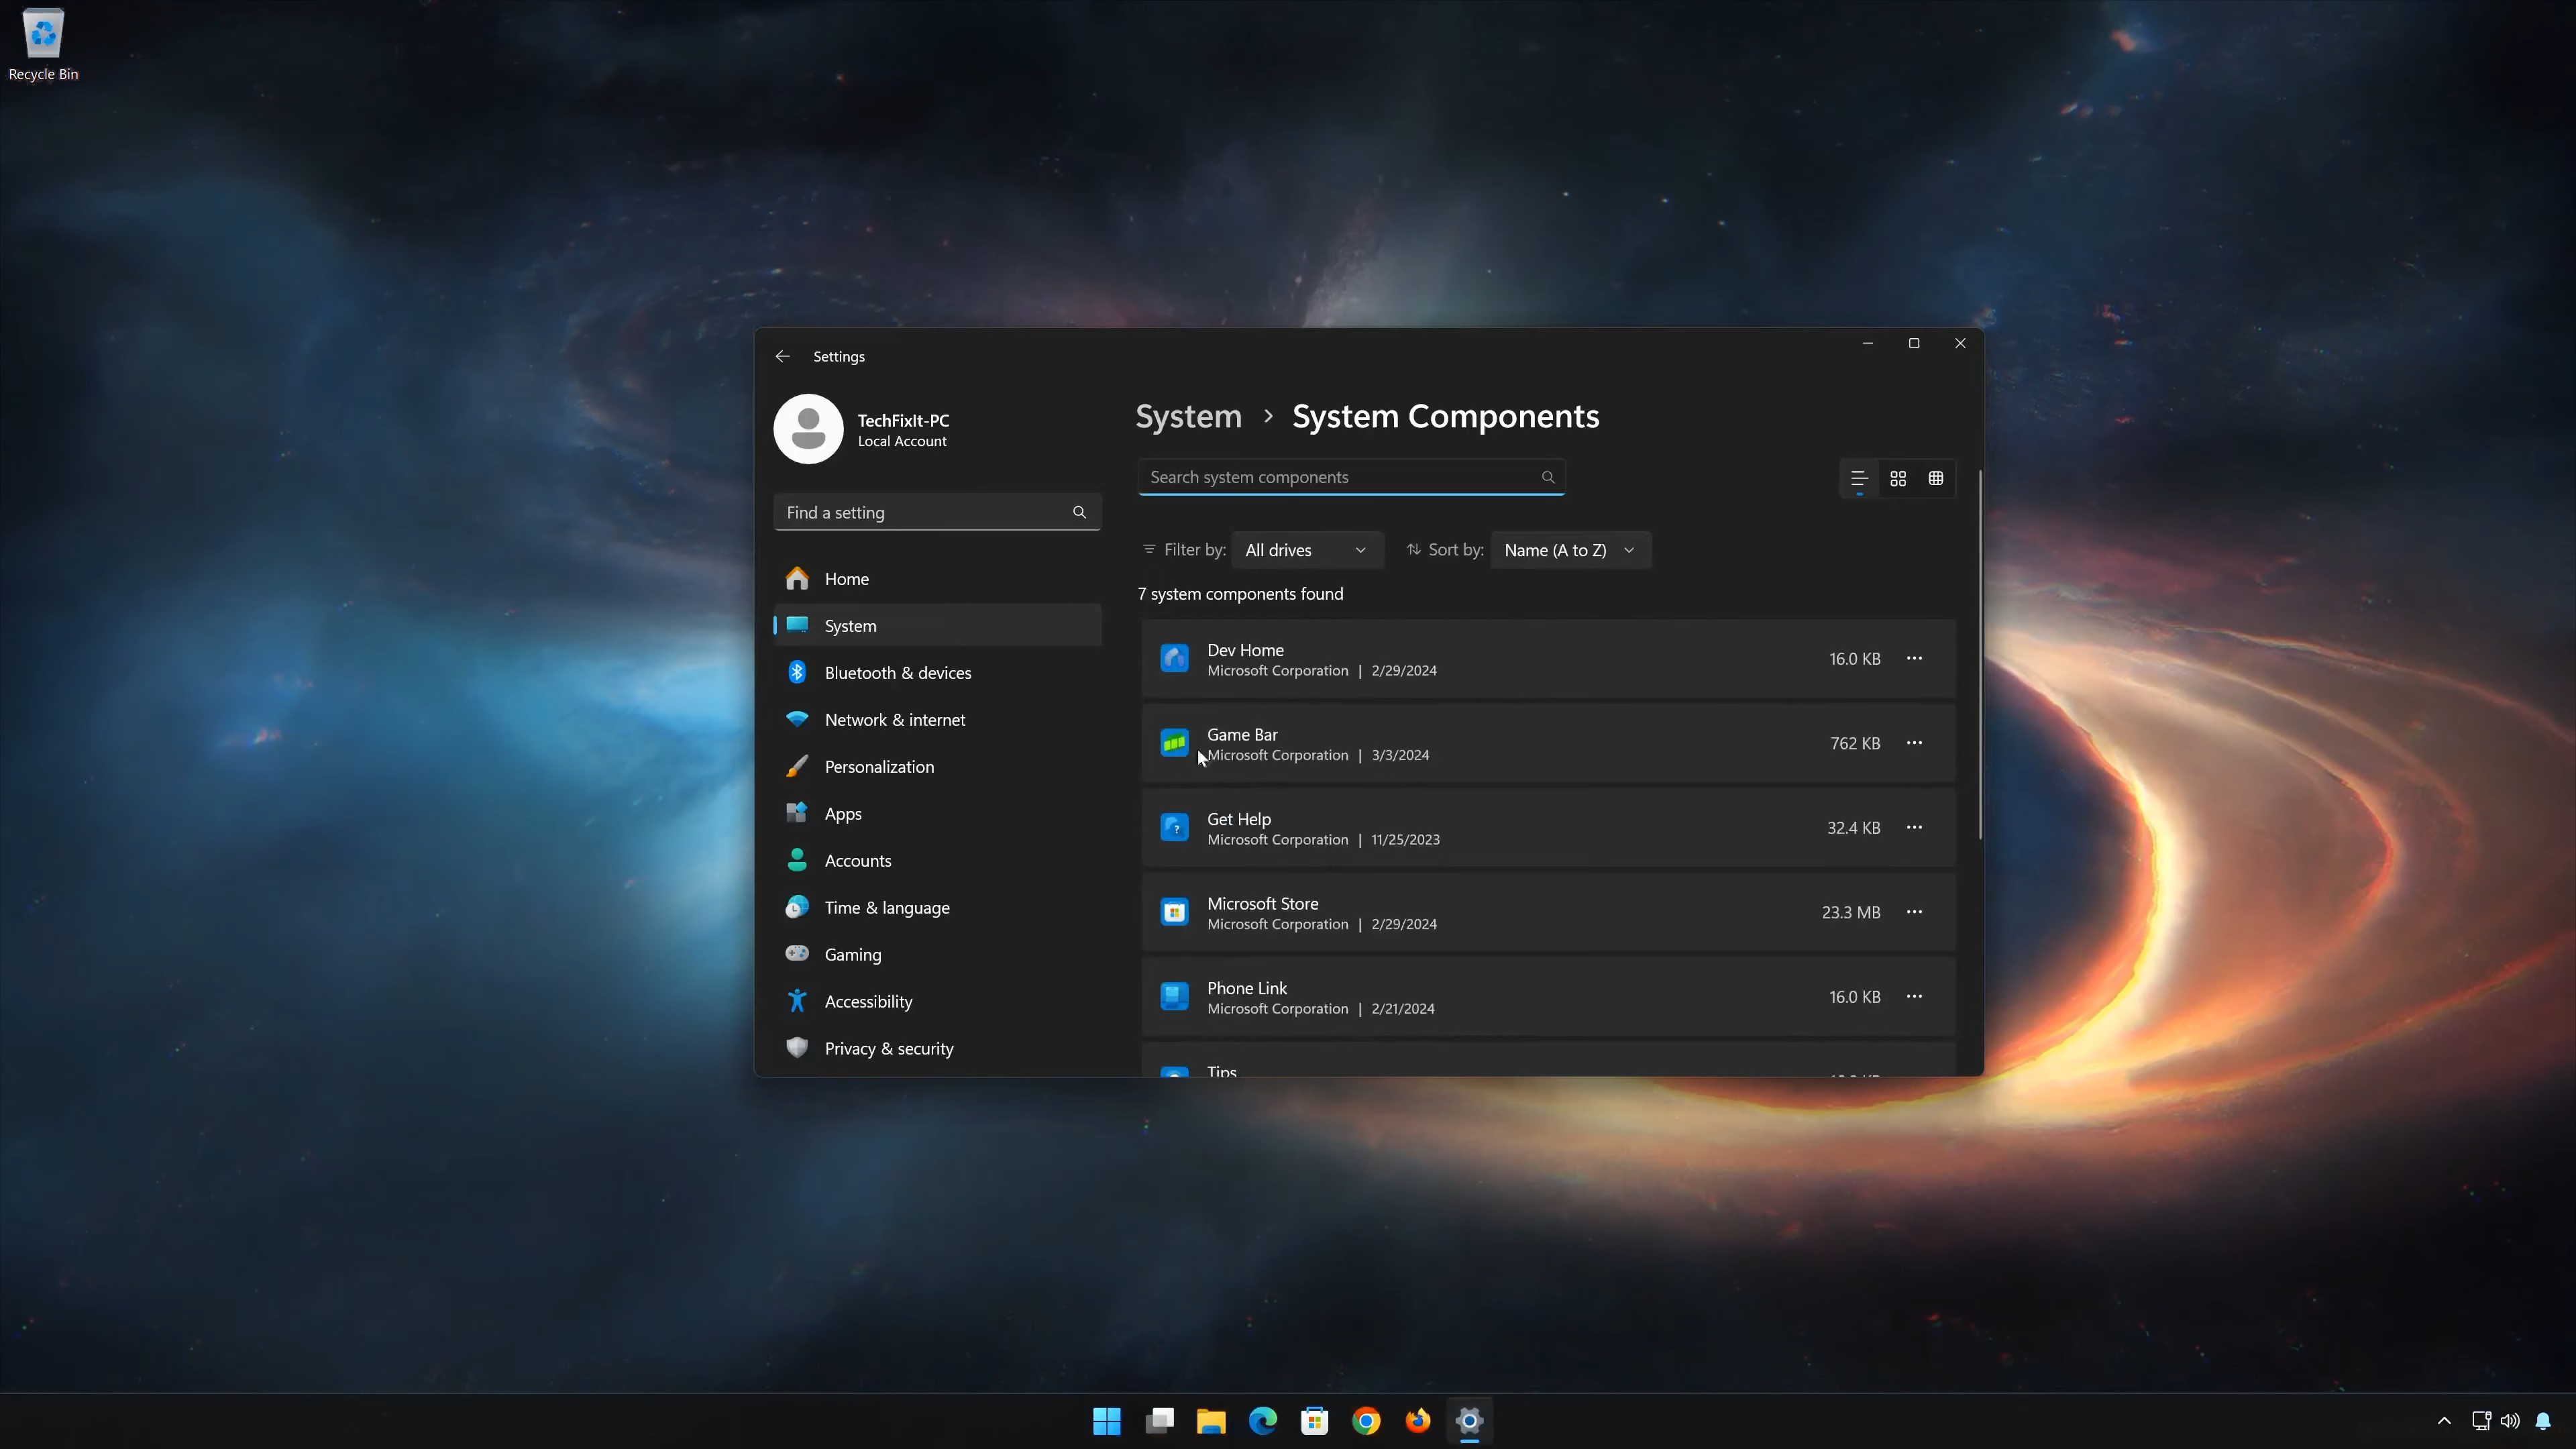 Recycle Bin
Settings
TechFixIt-PC
Local Account
Find a setting
Home
System
Bluetooth & devices
Network & internet
Personalization
Apps
Accounts
Time & language
Gaming
Accessibility
Privacy & security
System > System Components
Search system components
Filter by: All drives Sort by: Name (A to Z)
7 system components found
Dev Home
Microsoft Corporation | 2/29/2024
16.0 KB
Game Bar
Microsoft Corporation | 3/3/2024
762 KB
Get Help
Microsoft Corporation | 11/25/2023
32.4 KB
Microsoft Store
Microsoft Corporation | 2/29/2024
23.3 MB
Phone Link
Microsoft Corporation | 2/21/2024
16.0 KB
Tips